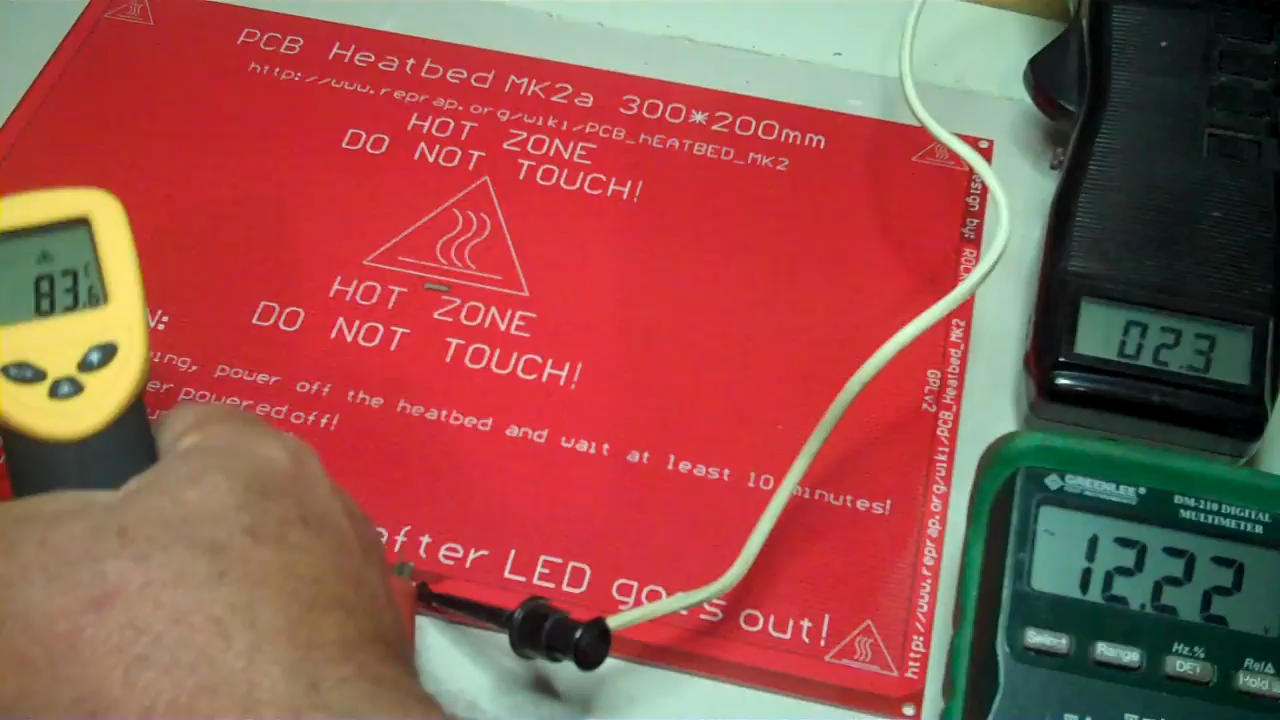 PCB Heatbed MK2a 300*200mm
http://www.reprap.org/wiki/PCB_HEATBED_MK2
HOT ZONE
DO NOT TOUCH!
HOT ZONE
DO NOT TOUCH!
power off the heatbed and wait at least 10 minutes!
powered off!
after LED goes out!
by:
GPLv2
http://www.reprap.org/wiki/PCB_Heatbed_MK2
83.6
02.3
GREENLEE
DM-210 DIGITAL
MULTIMETER
12.22
Select
Range
Hz.%
Rel∆
Hold